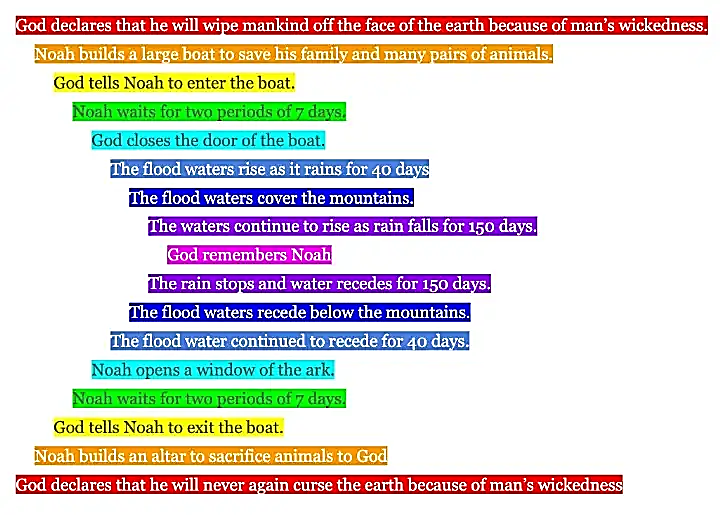 God declares that he will wipe mankind off the face of the earth because of man's wickedness.
Noah builds a large boat to save his family and many pairs of animals.
God tells Noah to enter the boat.
Noah waits for two periods of 7 days.
God closes the door of the boat.
The flood waters rise as it rains for 40 days
The flood waters cover the mountains.
The waters continue to rise as rain falls for 150 days.
God remembers Noah
The rain stops and water recedes for 150 days.
The flood waters recede below the mountains.
The flood water continued to recede for 40 days.
Noah opens a window of the ark.
Noah waits for two periods of 7 days.
God tells Noah to exit the boat.
Noah builds an altar to sacrifice animals to God
God declares that he will never again curse the earth because of man's wickedness